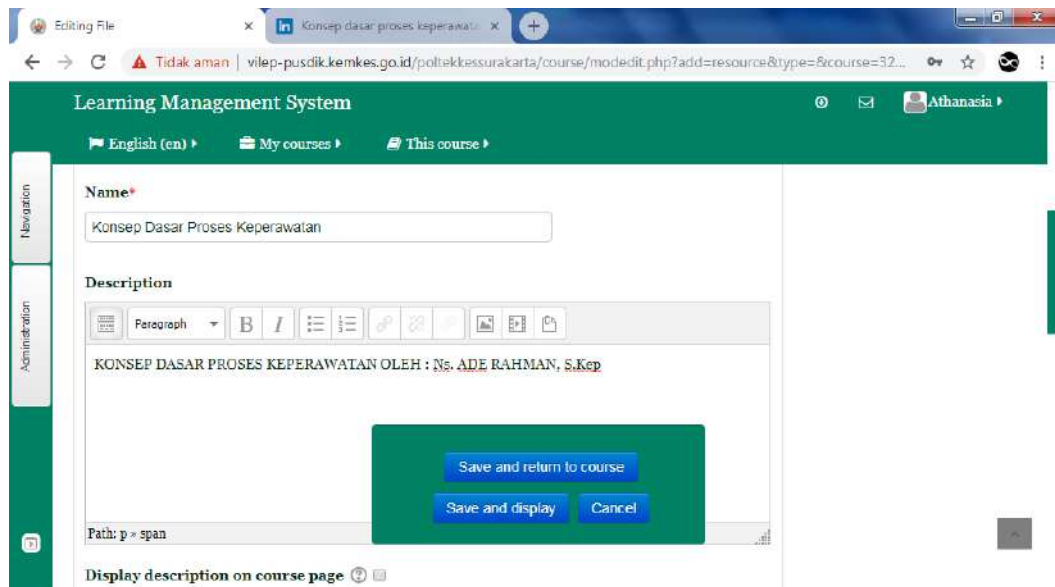 Editing File
Konsep dasar proses keperawata
Tidak aman | vilep-pusdik.kemkes.go.id/poltekkessurakarta/course/modedit.php?add=resource&type=&course=32...
Learning Management System
Athanasia
English (en)
My courses
This course
Navigation
Administration
Name*
Konsep Dasar Proses Keperawatan
Description
Paragraph
B I
KONSEP DASAR PROSES KEPERAWATAN OLEH : Ns. ADE RAHMAN, S.Kep
Save and return to course
Save and display
Cancel
Path: p » span
Display description on course page